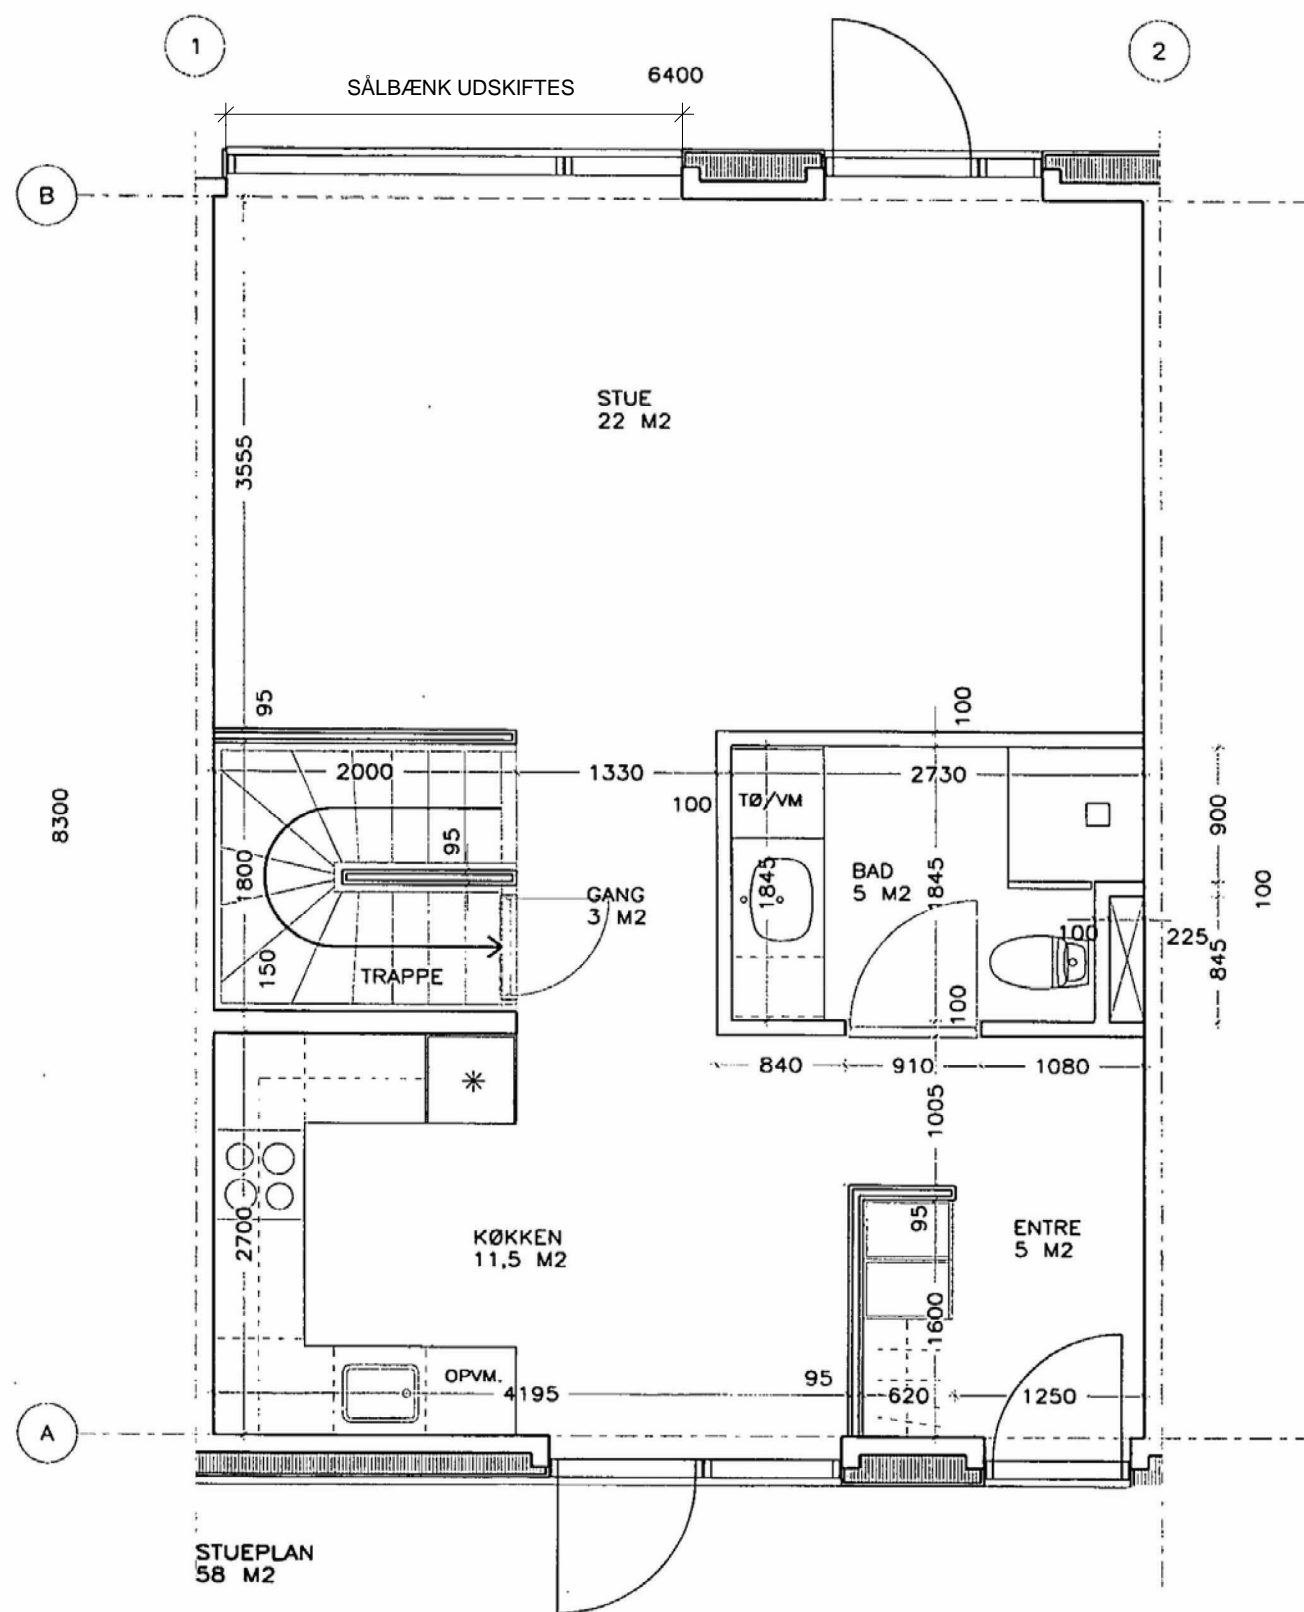 1
2
SÅLBÆNK UDSKIFTES
6400
B
STUE
22 M2
3555
95
100
2000
1330
2730
100
TØ/VM
8300
900
95
1800
1845
BAD
5 M2
1845
GANG
3 M2
100
100
225
845
150
TRAPPE
100
840
910
1080
1005
2700
KØKKEN
11,5 M2
95
ENTRE
5 M2
1600
OPVM.
4195
95
620
1250
A
STUEPLAN
58 M2